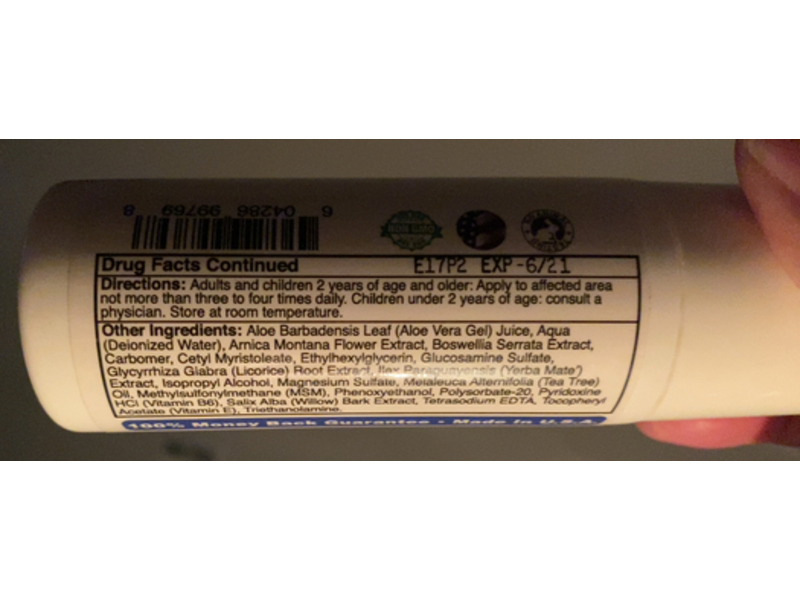 6 04286 99769 8
Drug Facts Continued E17P2 EXP-6/21
Directions: Adults and children 2 years of age and older: Apply to affected area
not more than three to four times daily. Children under 2 years of age: consult a
physician. Store at room temperature.
Other Ingredients: Aloe Barbadensis Leaf (Aloe Vera Gel) Juice, Aqua
(Deionized Water), Arnica Montana Flower Extract, Boswellia Serrata Extract,
Carbomer, Cetyl Myristoleate, Ethylhexylglycerin, Glucosamine Sulfate,
Glycyrrhiza Glabra (Licorice) Root Extract, Ilex Paraguayensis (Yerba Mate')
Extract, Isopropyl Alcohol, Magnesium Sulfate, Metaleuca Alternifolia (Tea Tree)
Oil, Methylsulfonylmethane (MSM), Phenoxyethanol, Polysorbate-20, Pyridoxine
HCl (Vitamin B6), Salix Alba (Willow) Bark Extract, Tetrasodium EDTA, Tocopheryl
Acetate (Vitamin E), Triethanolamine.
100% Money Back Guarantee - Made in U.S.A.